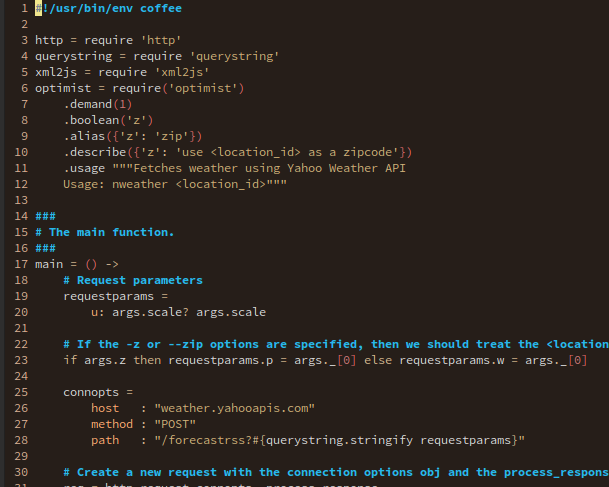 1 #!/usr/bin/env coffee
2
3 http = require 'http'
4 querystring = require 'querystring'
5 xml2js = require 'xml2js'
6 optimist = require('optimist')
7     .demand(1)
8     .boolean('z')
9     .alias({'z': 'zip'})
10     .describe({'z': 'use <location_id> as a zipcode'})
11     .usage """Fetches weather using Yahoo Weather API
12     Usage: nweather <location_id>"""
13
14 ###
15 # The main function.
16 ###
17 main = () ->
18     # Request parameters
19     requestparams =
20         u: args.scale? args.scale
21
22     # If the -z or --zip options are specified, then we should treat the <location
23     if args.z then requestparams.p = args._[0] else requestparams.w = args._[0]
24
25     connopts =
26         host   : "weather.yahooapis.com"
27         method : "POST"
28         path   : "/forecastrss?#{querystring.stringify requestparams}"
29
30     # Create a new request with the connection options obj and the process_respons